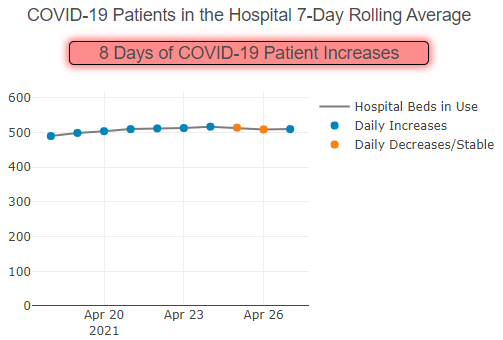 COVID-19 Patients in the Hospital 7-Day Rolling Average
8 Days of COVID-19 Patient Increases
600
500
400
300
200
100
0
Apr 20
2021
Apr 23
Apr 26
Hospital Beds in Use
Daily Increases
Daily Decreases/Stable